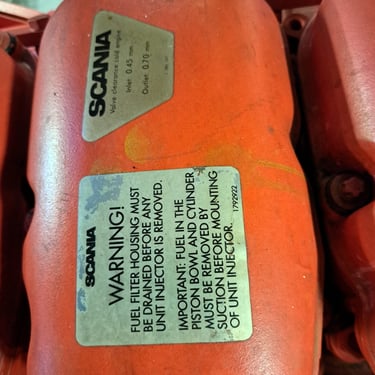 SCANIA
Valve clearance cold engine
Inlet 0.45 mm
Outlet 0.70 mm
SCANIA
WARNING!
FUEL FILTER HOUSING MUST
BE DRAINED BEFORE ANY
UNIT INJECTOR IS REMOVED.
IMPORTANT: FUEL IN THE
PISTON BOWL AND CYLINDER
MUST BE REMOVED BY
SUCTION BEFORE MOUNTING
OF UNIT INJECTOR.
1792922